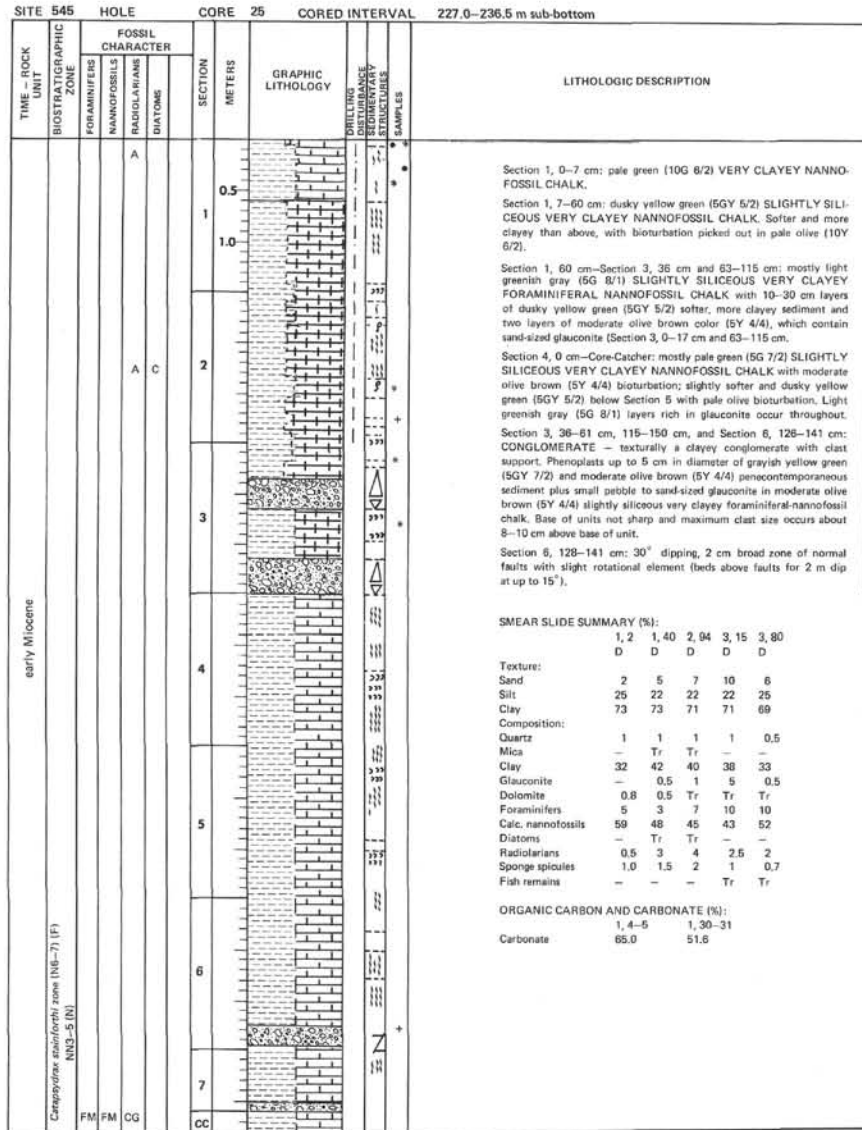 SITE 545 HOLE CORE 25 CORED INTERVAL 227.0–236.5 m sub-bottom
TIME – ROCK UNIT
BIOSTRATIGRAPHIC ZONE
FOSSIL CHARACTER
FORAMINIFERS
NANNOFOSSILS
RADIOLARIANS
DIATOMS
SECTION
METERS
GRAPHIC LITHOLOGY
DRILLING DISTURBANCE
SEDIMENTARY STRUCTURES
SAMPLES
LITHOLOGIC DESCRIPTION
early Miocene
Catapsydrax stainforthi zone (N6–7) (F)
NN3–5 (N)
A
A C
FM FM CG
0.5
1
1.0
2
3
4
5
6
7
CC
Section 1, 0–7 cm: pale green (10G 6/2) VERY CLAYEY NANNO-
FOSSIL CHALK.
Section 1, 7–60 cm: dusky yellow green (5GY 5/2) SLIGHTLY SILI-
CEOUS VERY CLAYEY NANNOFOSSIL CHALK. Softer and more
clayey than above, with bioturbation picked out in pale olive (10Y
6/2).
Section 1, 60 cm–Section 3, 36 cm and 63–115 cm: mostly light
greenish gray (5G 8/1) SLIGHTLY SILICEOUS VERY CLAYEY
FORAMINIFERAL NANNOFOSSIL CHALK with 10–30 cm layers
of dusky yellow green (5GY 5/2) softer, more clayey sediment and
two layers of moderate olive brown color (5Y 4/4), which contain
sand-sized glauconite (Section 3, 0–17 cm and 63–115 cm.
Section 4, 0 cm–Core-Catcher: mostly pale green (5G 7/2) SLIGHTLY
SILICEOUS VERY CLAYEY NANNOFOSSIL CHALK with moderate
olive brown (5Y 4/4) bioturbation; slightly softer and dusky yellow
green (5GY 5/2) below Section 5 with pale olive bioturbation. Light
greenish gray (5G 8/1) layers rich in glauconite occur throughout.
Section 3, 36–61 cm, 115–150 cm, and Section 6, 126–141 cm:
CONGLOMERATE – texturally a clayey conglomerate with clast
support. Phenoplasts up to 5 cm in diameter of grayish yellow green
(5GY 7/2) and moderate olive brown (5Y 4/4) penecontemporaneous
sediment plus small pebble to sand-sized glauconite in moderate olive
brown (5Y 4/4) slightly siliceous very clayey foraminiferal-nannofossil
chalk. Base of units not sharp and maximum clast size occurs about
8–10 cm above base of unit.
Section 6, 128–141 cm: 30° dipping, 2 cm broad zone of normal
faults with slight rotational element (beds above faults for 2 m dip
at up to 15°).
SMEAR SLIDE SUMMARY (%):
1, 2 1, 40 2, 94 3, 15 3, 80
D D D D D
Texture:
Sand 2 5 7 10 6
Silt 25 22 22 22 25
Clay 73 73 71 71 69
Composition:
Quartz 1 1 1 1 0.5
Mica – Tr Tr – –
Clay 32 42 40 38 33
Glauconite – 0.5 1 5 0.5
Dolomite 0.8 0.5 Tr Tr Tr
Foraminifers 5 3 7 10 10
Calc. nannofossils 59 48 45 43 52
Diatoms – Tr Tr – –
Radiolarians 0.5 3 4 2.5 2
Sponge spicules 1.0 1.5 2 1 0.7
Fish remains – – – Tr Tr
ORGANIC CARBON AND CARBONATE (%):
1, 4–5 1, 30–31
Carbonate 65.0 51.6